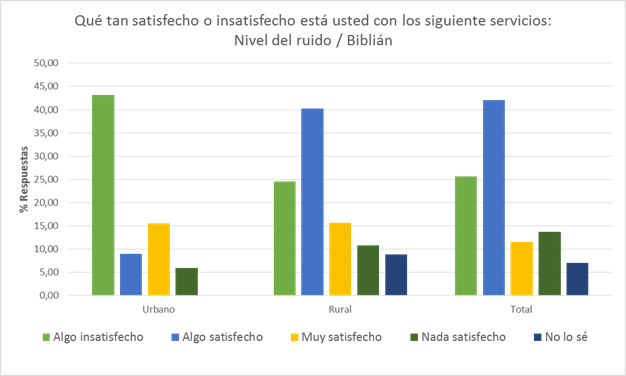 Qué tan satisfecho o insatisfecho está usted con los siguiente servicios:
Nivel del ruido / Biblián
50,00
45,00
40,00
35,00
30,00
25,00
20,00
15,00
10,00
5,00
0,00
% Respuestas
Urbano Rural Total
Algo insatisfecho Algo satisfecho Muy satisfecho Nada satisfecho No lo sé